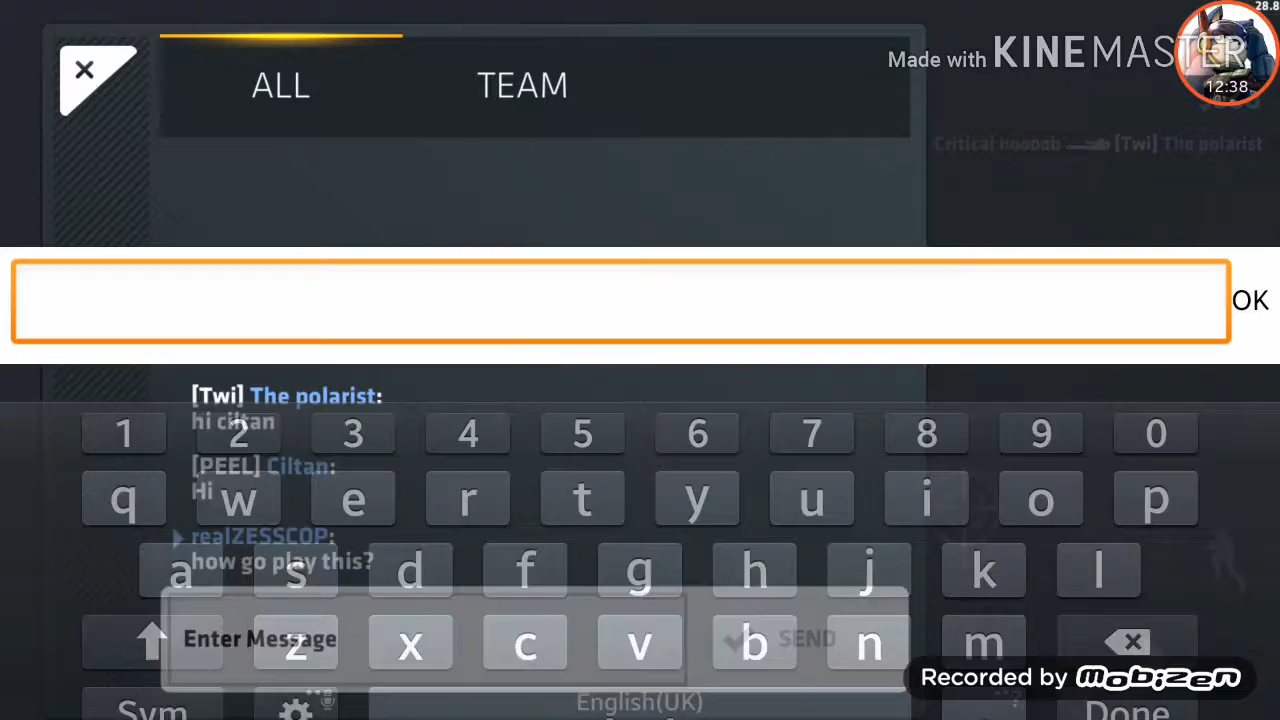 28.8
ALL
TEAM
Made with KINEMASTER
12:38
Critical noooob [Twi] The polarist
OK
[Twi] The polarist:
hi ciltan
1 2 3 4 5 6 7 8 9 0
[PEEL] Ciltan:
Hi
q w e r t y u i o p
realZESSCOP:
how go play this?
a s d f g h j k l
Enter Message
SEND
z x c v b n m
Recorded by mobizen
Sym
English(UK)
Done